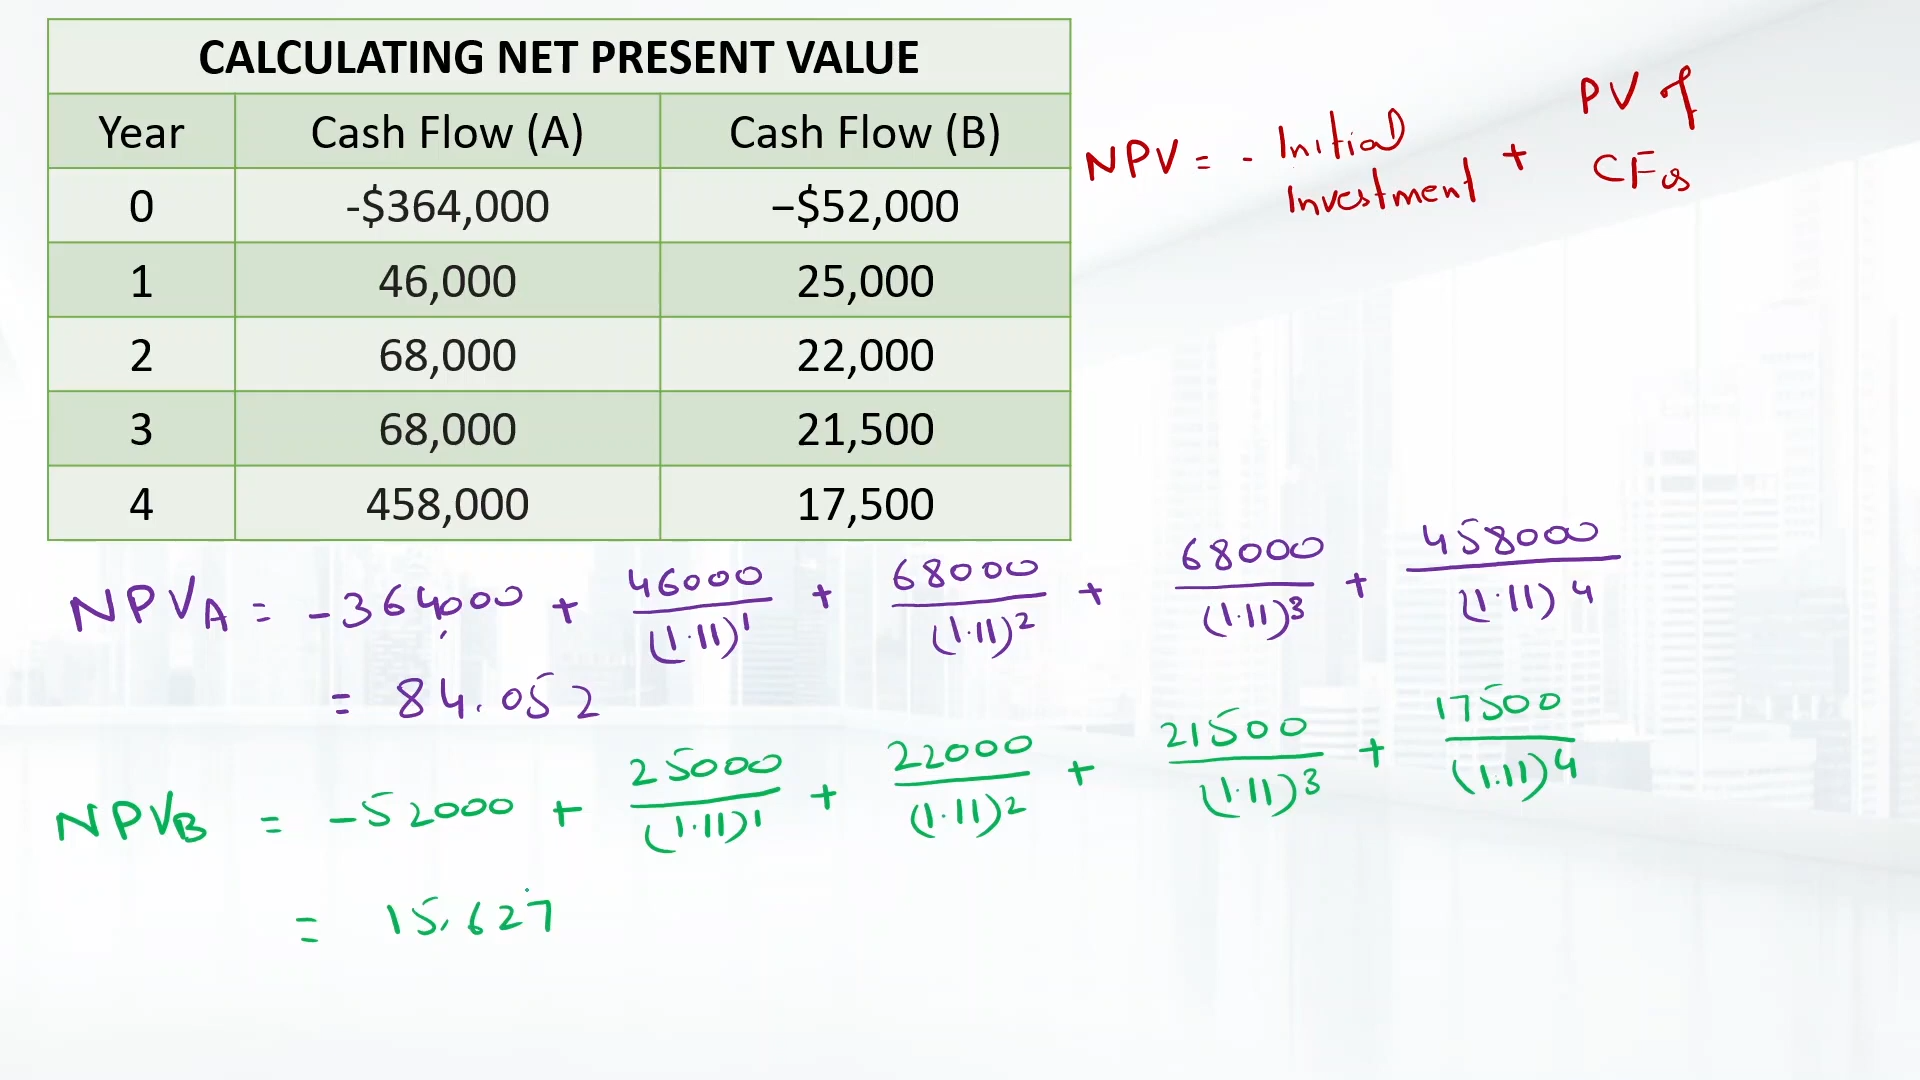 CALCULATING NET PRESENT VALUE
Year Cash Flow (A) Cash Flow (B)
0 -$364,000 –$52,000
1 46,000 25,000
2 68,000 22,000
3 68,000 21,500
4 458,000 17,500
NPV = - Initial Investment + PV of CFos
NPVA = -364,000 + 46000/(1.11)^1 + 68000/(1.11)^2 + 68000/(1.11)^3 + 458000/(1.11)^4
= 84.052
NPVB = -52000 + 25000/(1.11)^1 + 22000/(1.11)^2 + 21500/(1.11)^3 + 17500/(1.11)^4
= 15,627